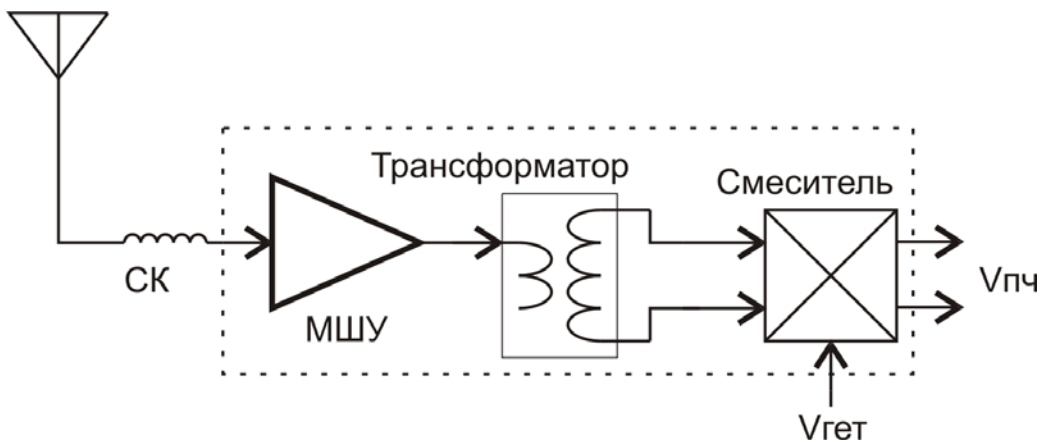 Трансформатор
Смеситель
СК
МШУ
Vпч
Vгет